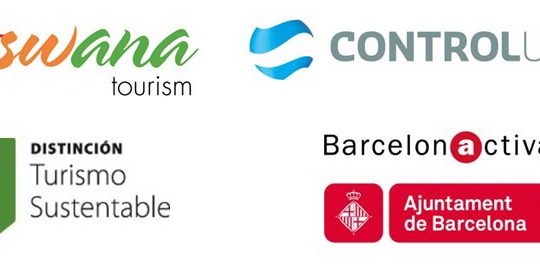 swana
tourism
CONTROLU
DISTINCIÓN
Turismo
Sustentable
Barcelonactiva
Ajuntament
de Barcelona